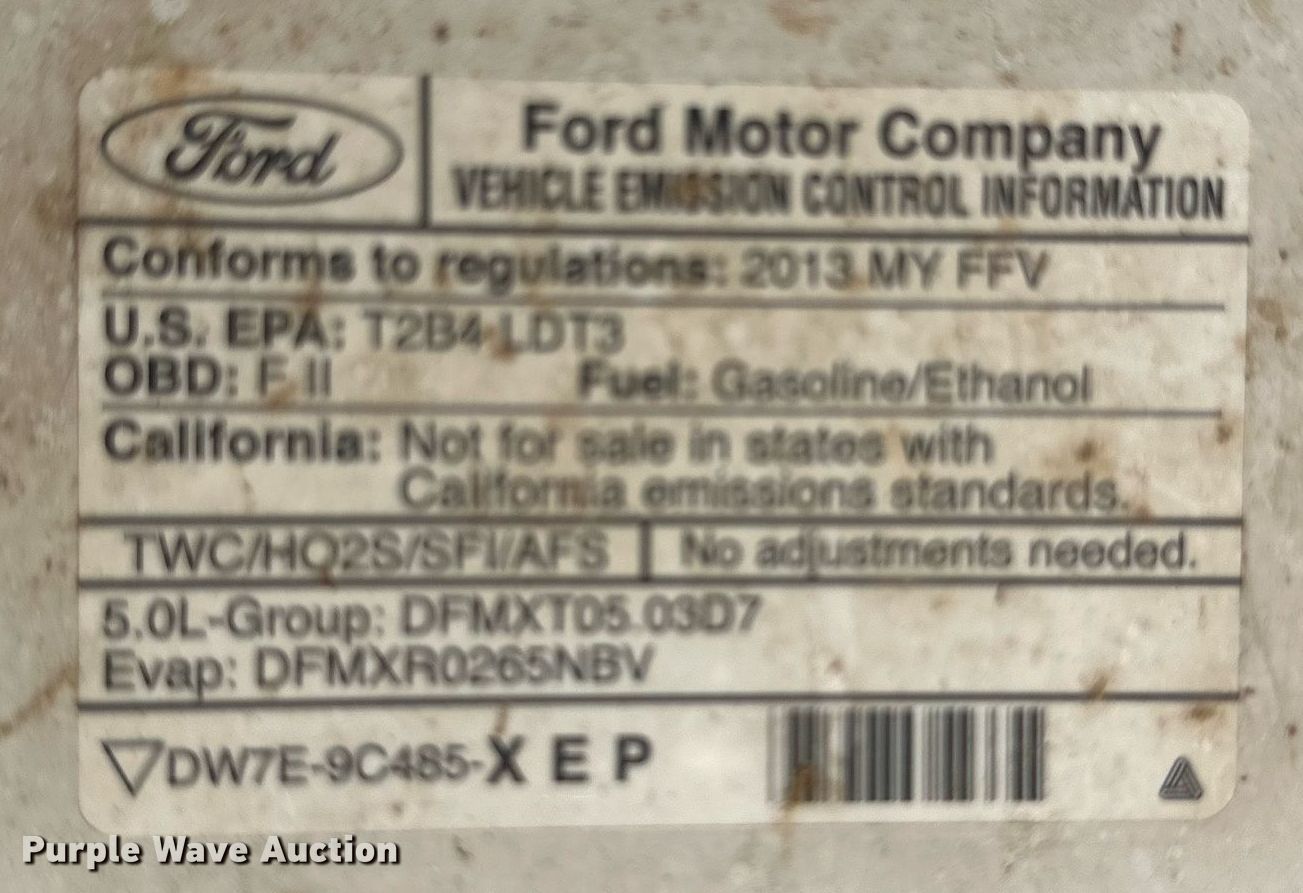 Ford
Ford Motor Company
VEHICLE EMISSION CONTROL INFORMATION
Conforms to regulations: 2013 MY FFV
U.S. EPA: T2B4 LDT3
OBD: F II Fuel: Gasoline/Ethanol
California: Not for sale in states with
California emissions standards.
TWC/HO2S/SFI/AFS No adjustments needed.
5.0L-Group: DFMXT05.03D7
Evap: DFMXR0265NBV
DW7E-9C485-X E P
Purple Wave Auction